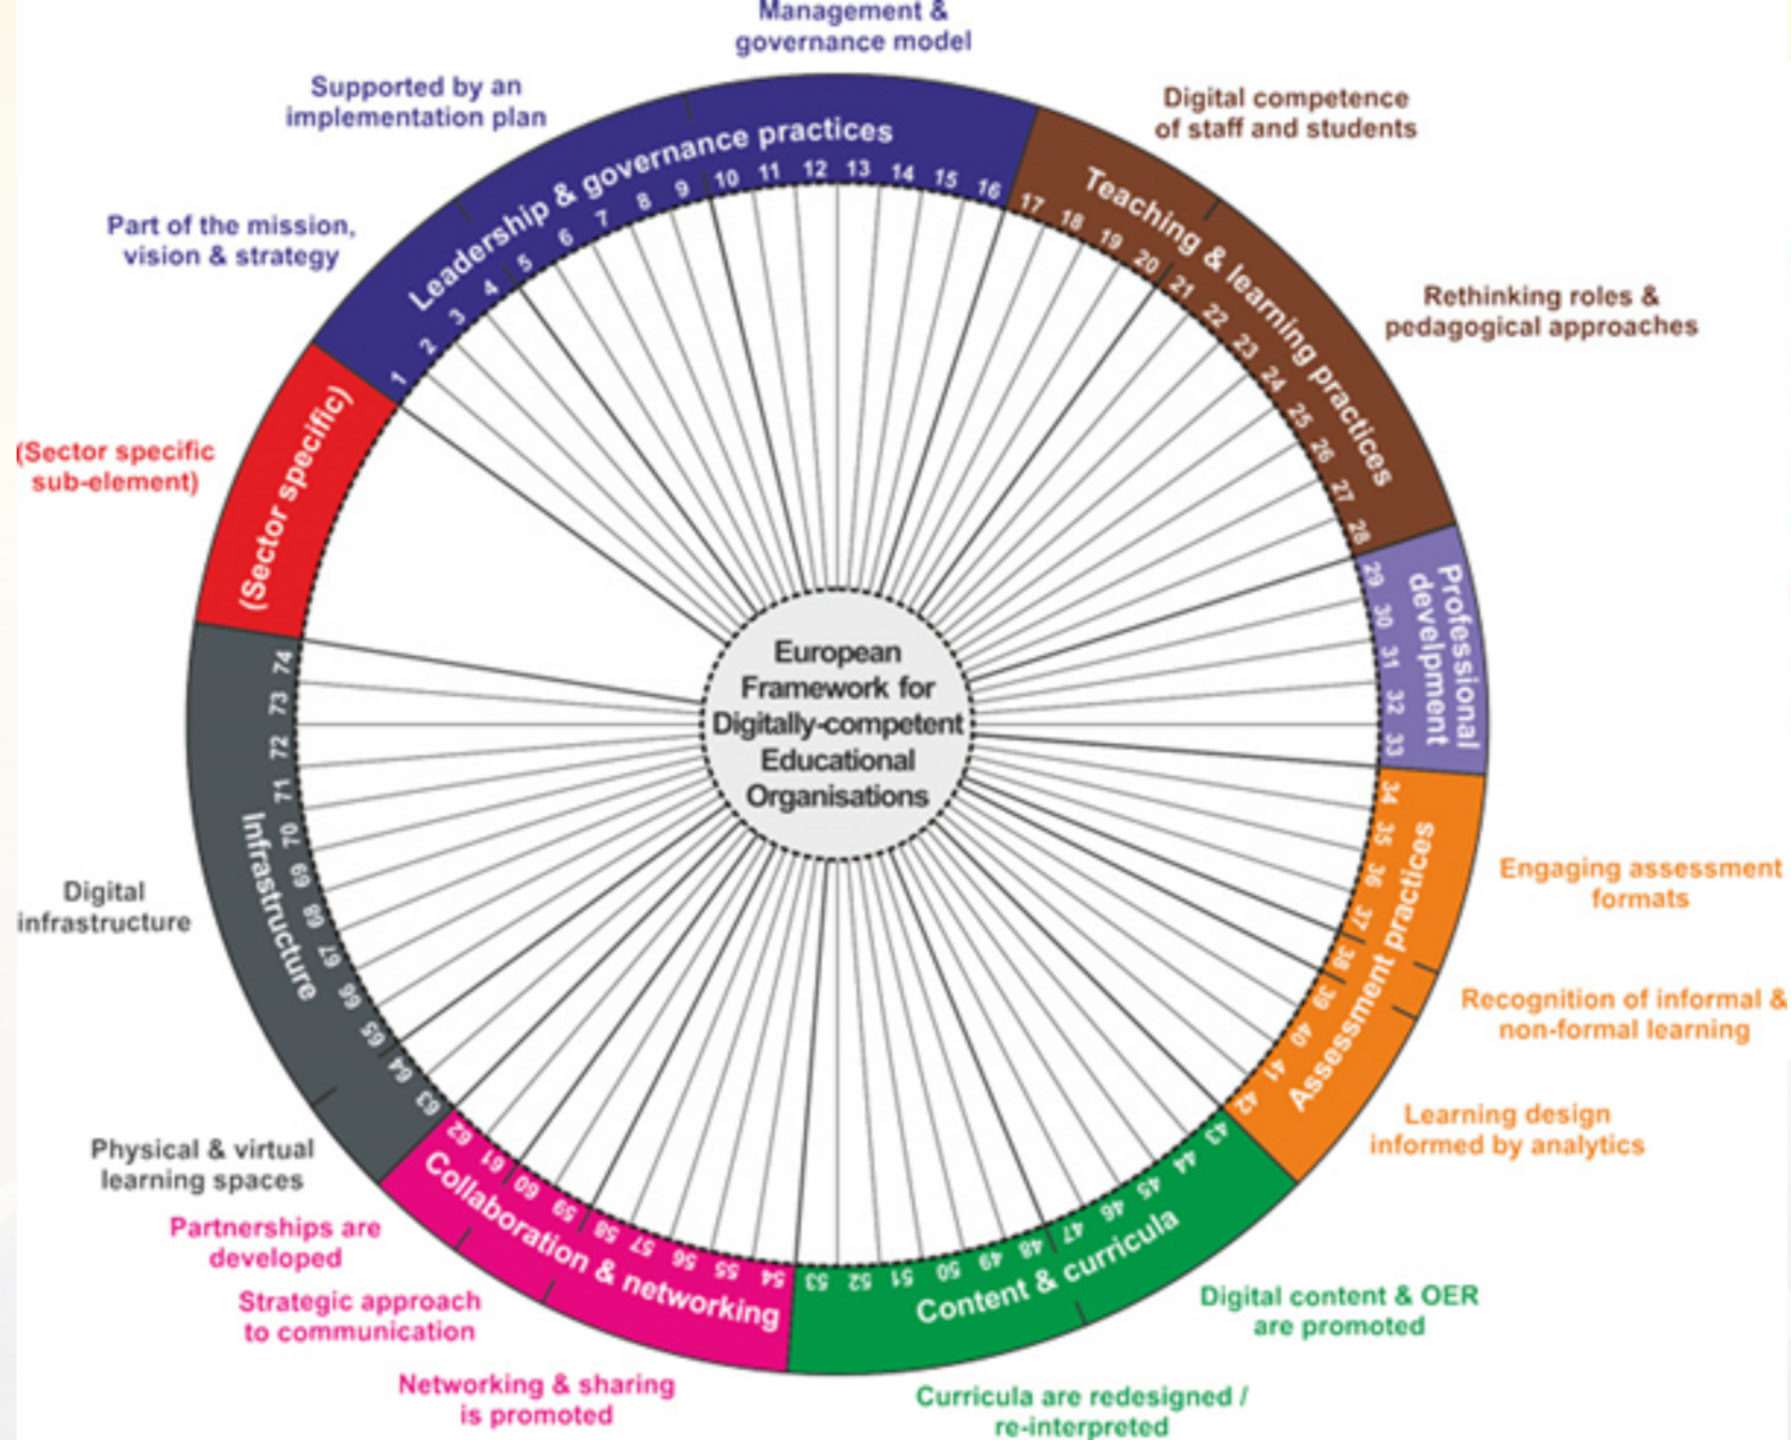 Management &
governance model
Supported by an
implementation plan
Part of the mission,
vision & strategy
(Sector specific
sub-element)
Digital
infrastructure
Physical & virtual
learning spaces
Partnerships are
developed
Strategic approach
to communication
Networking & sharing
is promoted
Curricula are redesigned /
re-interpreted
Digital content & OER
are promoted
Learning design
informed by analytics
Recognition of informal &
non-formal learning
Engaging assessment
formats
Rethinking roles &
pedagogical approaches
Digital competence
of staff and students
Leadership & governance practices
Teaching & learning practices
Professional
develpment
Assessment practices
Content & curricula
Collaboration & networking
Infrastructure
(Sector specific)
1 2 3 4 5 6 7 8 9 10 11 12 13 14 15 16
17 18 19 20 21 22 23 24 25 26 27 28
29 30 31 32 33
34 35 36 37 38 39 40 41 42
43 44 45 46 47 48 49 50 51 52 53
54 55 56 57 58 59 60 61 62
63 64 65 66 67 68 69 70 71 72 73 74
European
Framework for
Digitally-competent
Educational
Organisations